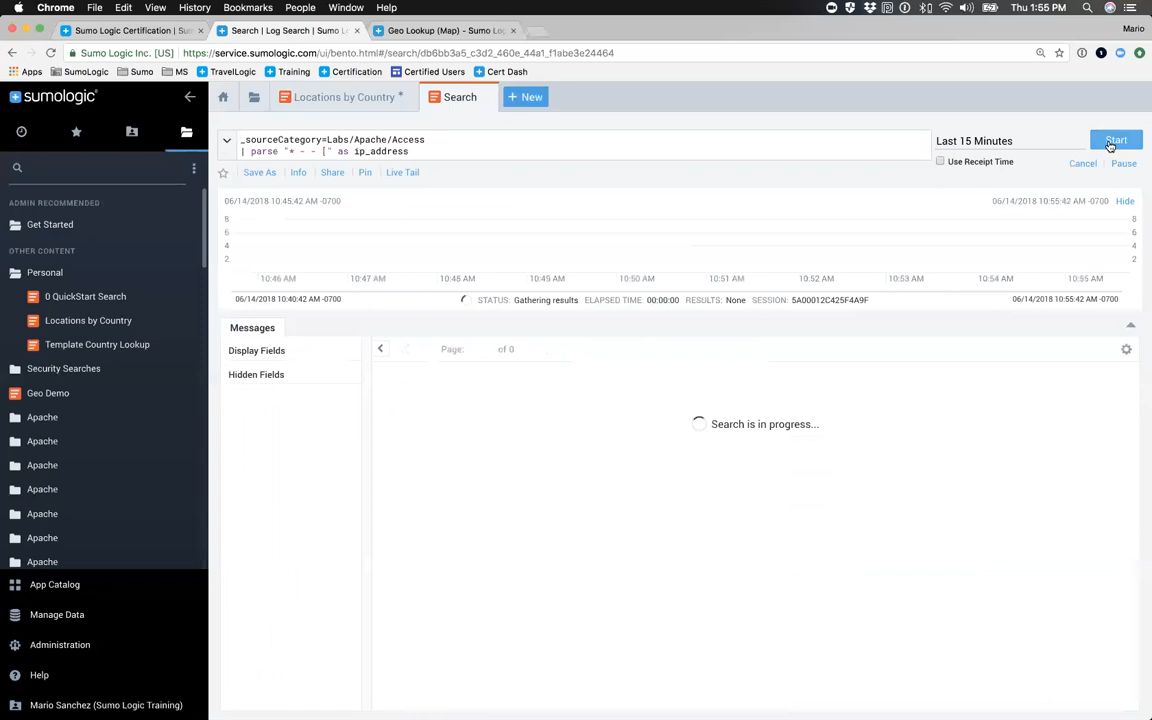 Chrome File Edit View History Bookmarks People Window Help Thu 1:55 PM
Sumo Logic Certification | Sum Search | Log Search | Sumo L Geo Lookup (Map) - Sumo Lo Mario
Sumo Logic Inc. [US] https://service.sumologic.com/ui/bento.html#/search/db6bb3a5_c3d2_460e_44a1_f1abe3e24464
Apps SumoLogic Sumo MS TravelLogic Training Certification Certified Users Cert Dash
sumologic Locations by Country * Search + New
_sourceCategory=Labs/Apache/Access
| parse "* - - [" as ip_address
Last 15 Minutes Start
Use Receipt Time Cancel Pause
Save As Info Share Pin Live Tail
06/14/2018 10.45.42 AM -0700 06/14/2018 10:55:42 AM -0700 Hide
8 8
6 6
4 4
2 2
10:46 AM 10:47 AM 10:48 AM 10:49 AM 10:50 AM 10:51 AM 10:52 AM 10:53 AM 10:54 AM 10:55 AM
06/14/2018 10:40:42 AM -0700 STATUS: Gathering results ELAPSED TIME 00:00:00 RESULTS: None SESSION: 5A00012C425F4A9F 06/14/2018 10:55:42 AM -0700
Messages
Display Fields
Hidden Fields
Page: of 0
Search is in progress...
ADMIN RECOMMENDED
Get Started
OTHER CONTENT
Personal
0 QuickStart Search
Locations by Country
Template Country Lookup
Security Searches
Geo Demo
Apache
Apache
Apache
Apache
Apache
Apache
Apache
App Catalog
Manage Data
Administration
Help
Mario Sanchez (Sumo Logic Training)